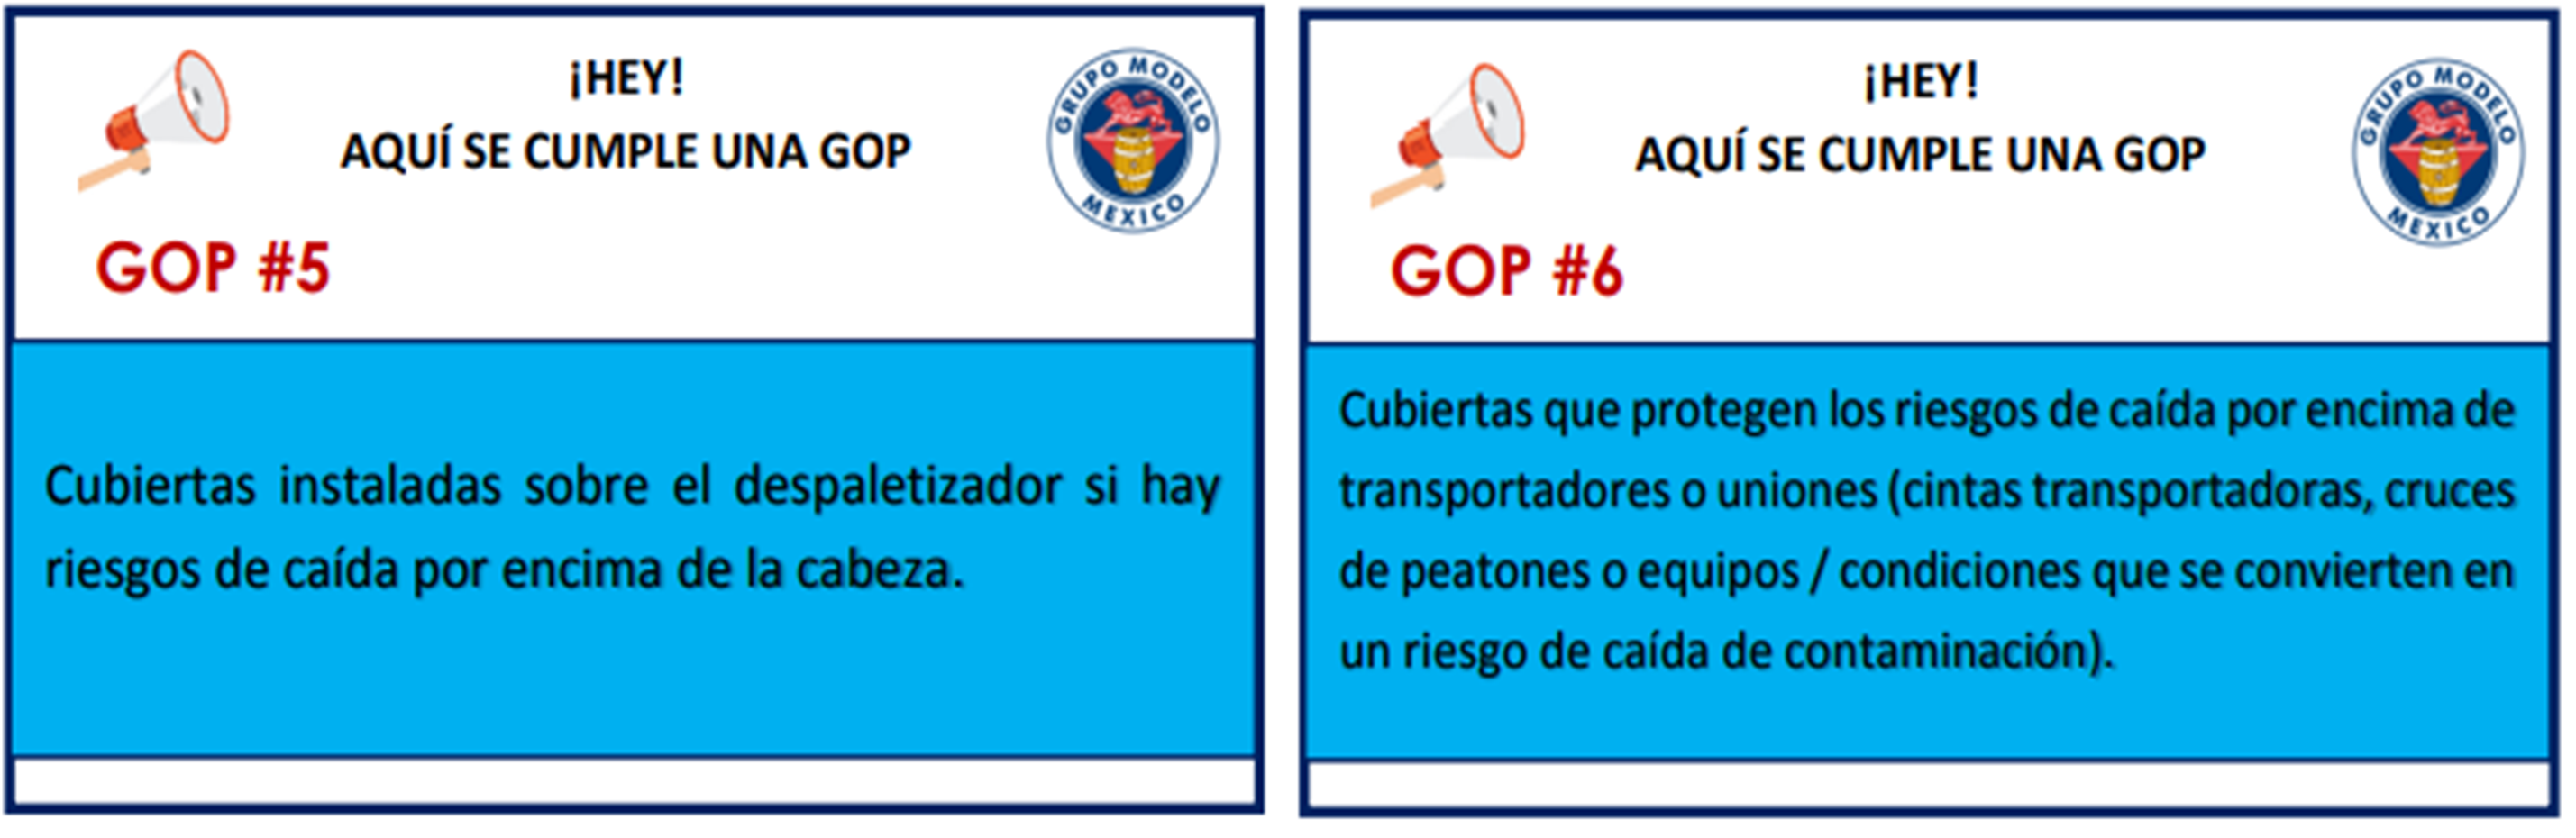 ¡HEY!
AQUÍ SE CUMPLE UNA GOP
GRUPO MODELO
MEXICO
GOP #5
Cubiertas instaladas sobre el despaletizador si hay
riesgos de caída por encima de la cabeza.
¡HEY!
AQUÍ SE CUMPLE UNA GOP
GRUPO MODELO
MEXICO
GOP #6
Cubiertas que protegen los riesgos de caída por encima de
transportadores o uniones (cintas transportadoras, cruces
de peatones o equipos / condiciones que se convierten en
un riesgo de caída de contaminación).